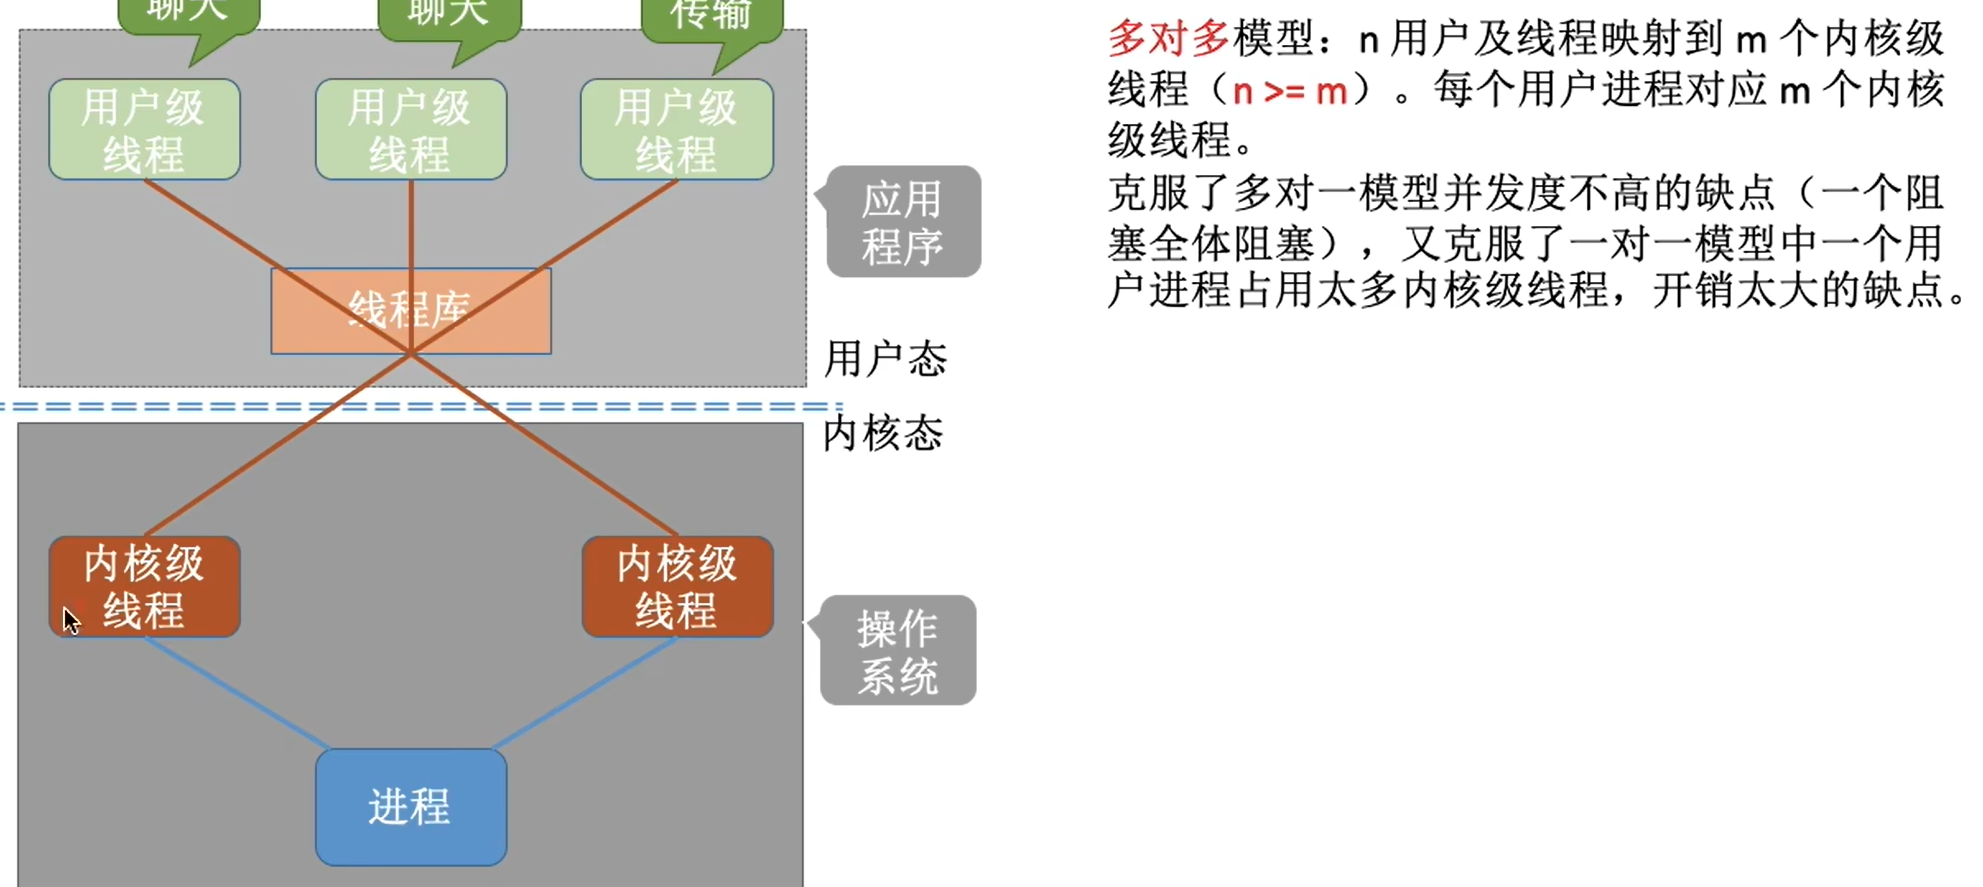 聊天
聊天
传输
用户级
线程
用户级
线程
用户级
线程
应用
程序
线程库
用户态
内核态
内核级
线程
内核级
线程
操作
系统
进程
多对多模型：n 用户及线程映射到 m 个内核级
线程（n >= m）。每个用户进程对应 m 个内核
级线程。
克服了多对一模型并发度不高的缺点（一个阻
塞全体阻塞），又克服了一对一模型中一个用
户进程占用太多内核级线程，开销太大的缺点。